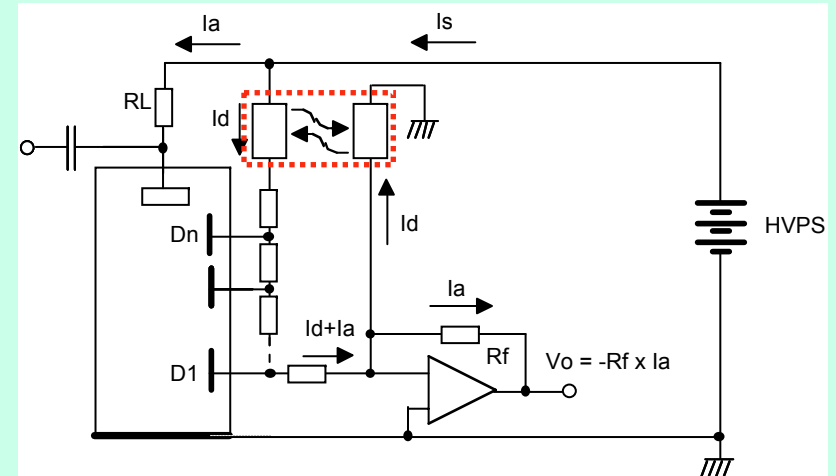 Ia
Is
RL
Id
Id
Dn
HVPS
Ia
Id+Ia
Rf
Vo = -Rf x Ia
D1